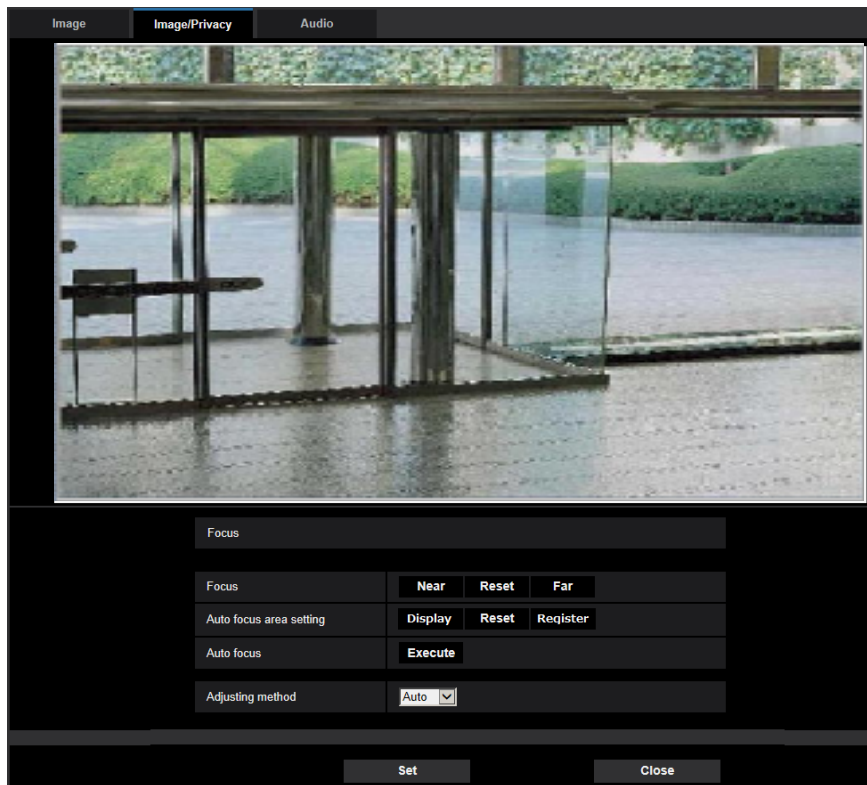 Image Image/Privacy Audio
Focus
Focus Near Reset Far
Auto focus area setting Display Reset Register
Auto focus Execute
Adjusting method Auto
Set Close